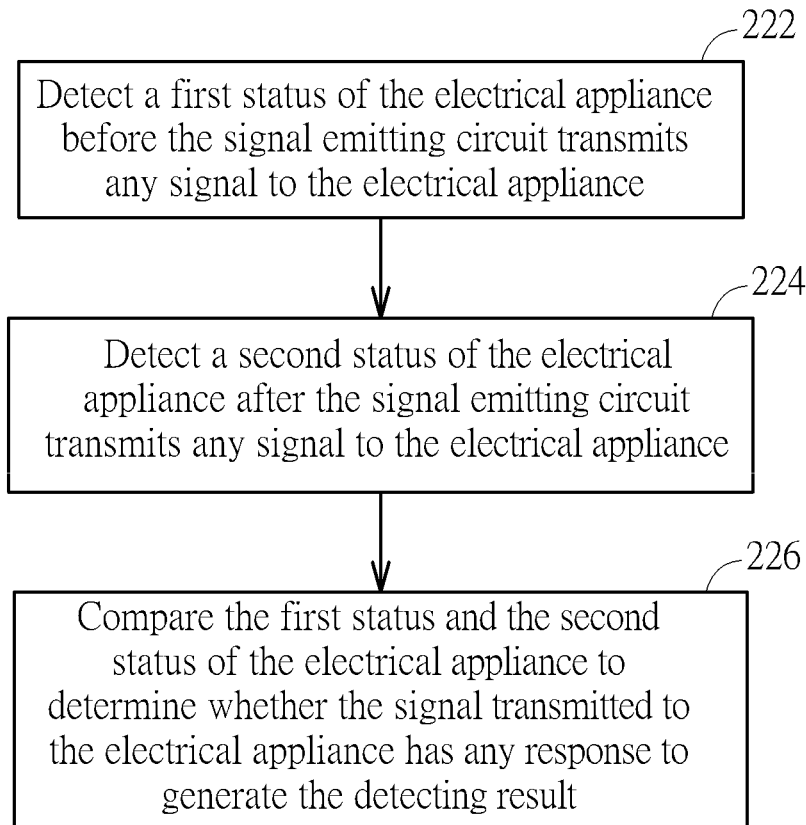 222
Detect a first status of the electrical appliance
before the signal emitting circuit transmits
any signal to the electrical appliance
224
Detect a second status of the electrical
appliance after the signal emitting circuit
transmits any signal to the electrical appliance
226
Compare the first status and the second
status of the electrical appliance to
determine whether the signal transmitted to
the electrical appliance has any response to
generate the detecting result